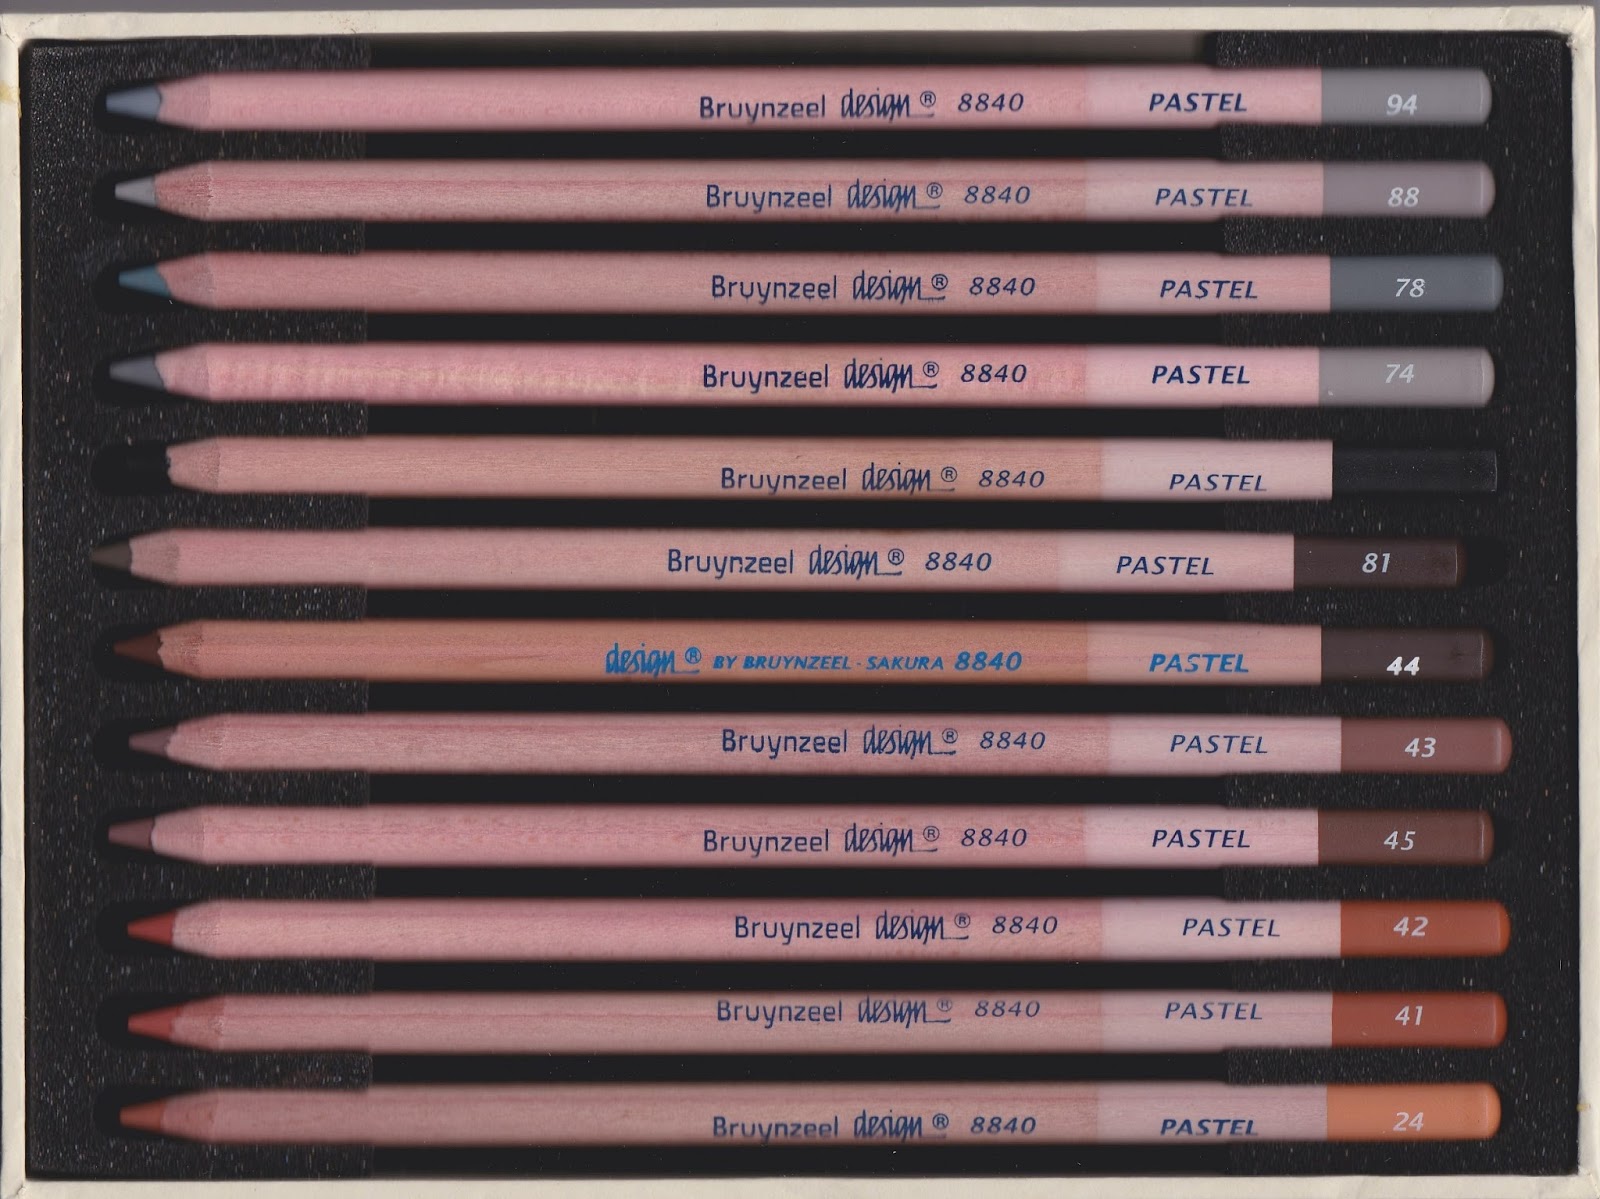 Bruynzeel design® 8840 PASTEL 94
Bruynzeel design® 8840 PASTEL 88
Bruynzeel design® 8840 PASTEL 78
Bruynzeel design® 8840 PASTEL 74
Bruynzeel design® 8840 PASTEL
Bruynzeel design® 8840 PASTEL 81
design® BY BRUYNZEEL · SAKURA 8840 PASTEL 44
Bruynzeel design® 8840 PASTEL 43
Bruynzeel design® 8840 PASTEL 45
Bruynzeel design® 8840 PASTEL 42
Bruynzeel design® 8840 PASTEL 41
Bruynzeel design® 8840 PASTEL 24